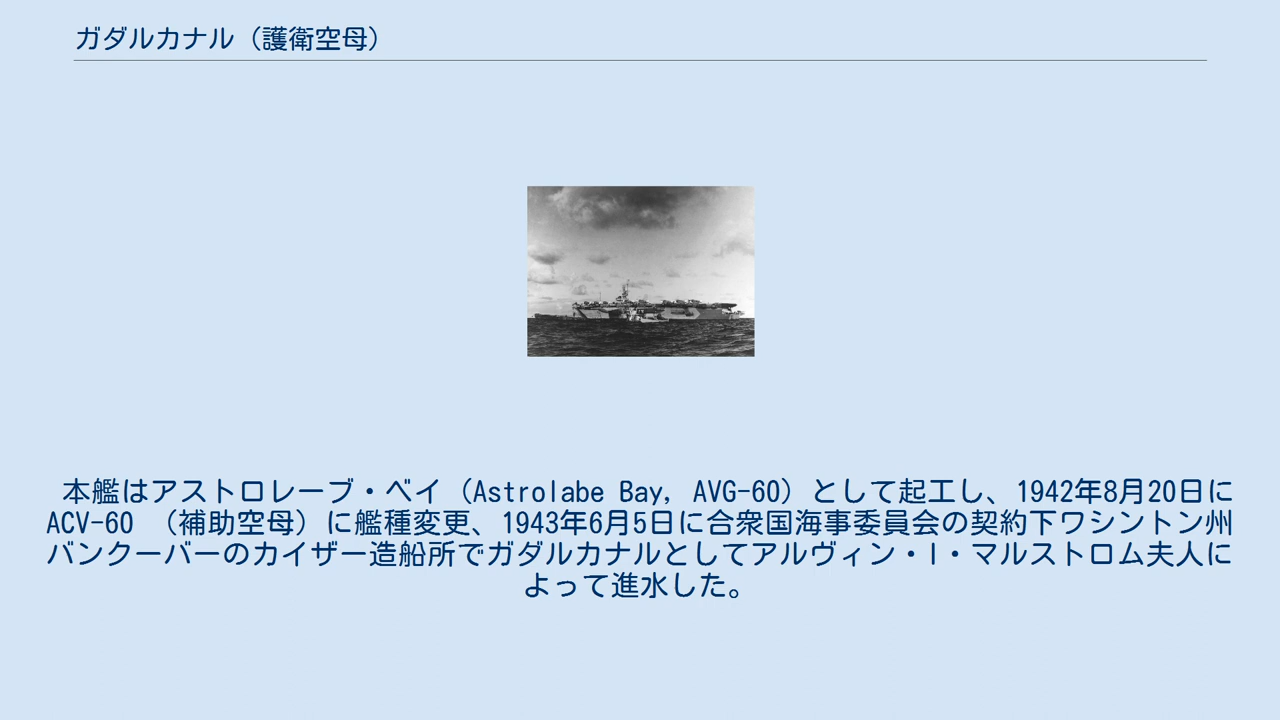 ガダルカナル（護衛空母）
本艦はアストロレーブ・ベイ（Astrolabe Bay, AVG-60）として起工し、1942年8月20日に
ACV-60 （補助空母）に艦種変更、1943年6月5日に合衆国海事委員会の契約下ワシントン州
バンクーバーのカイザー造船所でガダルカナルとしてアルヴィン・I・マルストロム夫人に
よって進水した。